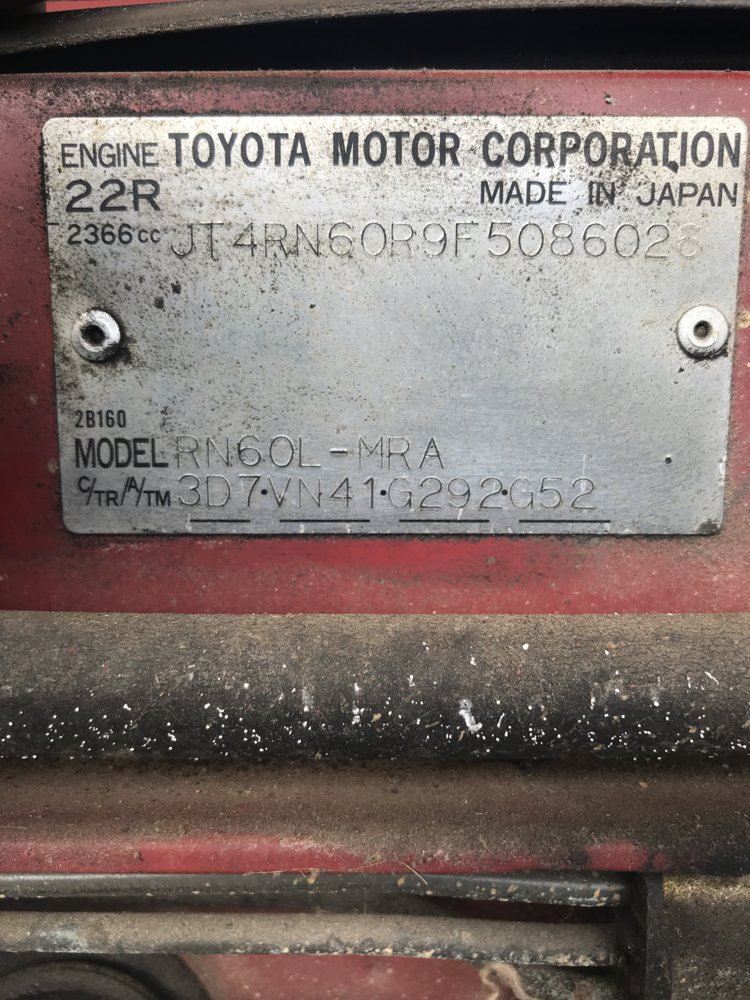 ENGINE TOYOTA MOTOR CORPORATION
22R MADE IN JAPAN
2366cc JT4RN60R9F5086026
2B160
MODEL RN60L-MRA
C/TR/A/TM 3D7·VN41·G292·G52